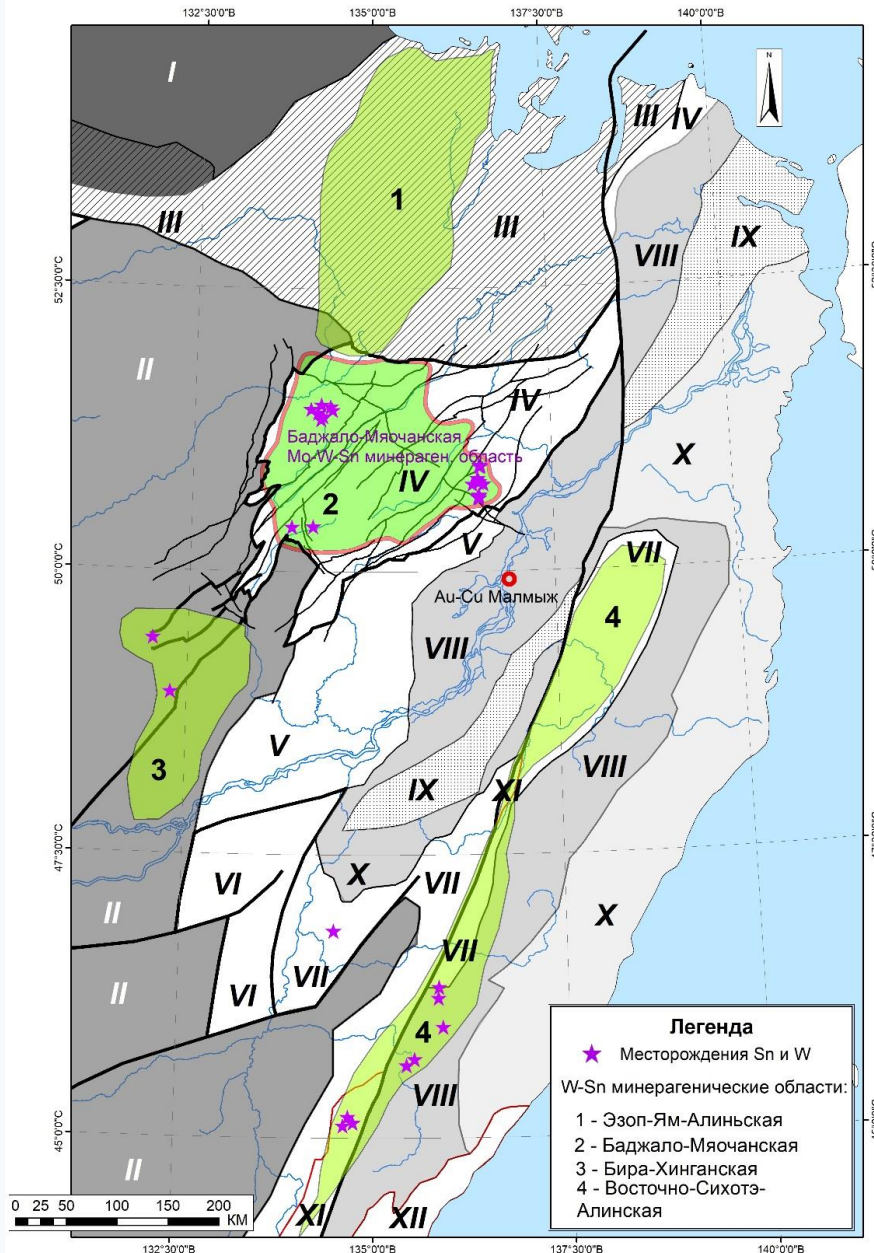 132°30'0"В
135°0'0"В
137°30'0"В
140°0'0"В
N
I
III
IV
III
1
III
IX
VIII
52°30'0"С
II
IV
X
Баджало-Мяочанская
Мо-W-Sn минераген. область
IV
2
V
VII
50°0'0"С
Au-Cu Малмыж
4
VIII
3
V
VIII
IX
XI
47°30'0"С
X
VII
VI
X
II
VII
VII
II
VI
4
VIII
Легенда
Месторождения Sn и W
W-Sn минерагенические области:
1 - Эзоп-Ям-Алиньская
2 - Баджало-Мяочанская
3 - Бира-Хинганская
4 - Восточно-Сихотэ-
Алинская
45°0'0"С
II
XI
XII
0 25 50 100 150 200
КМ
132°30'0"В
135°0'0"В
137°30'0"В
140°0'0"В